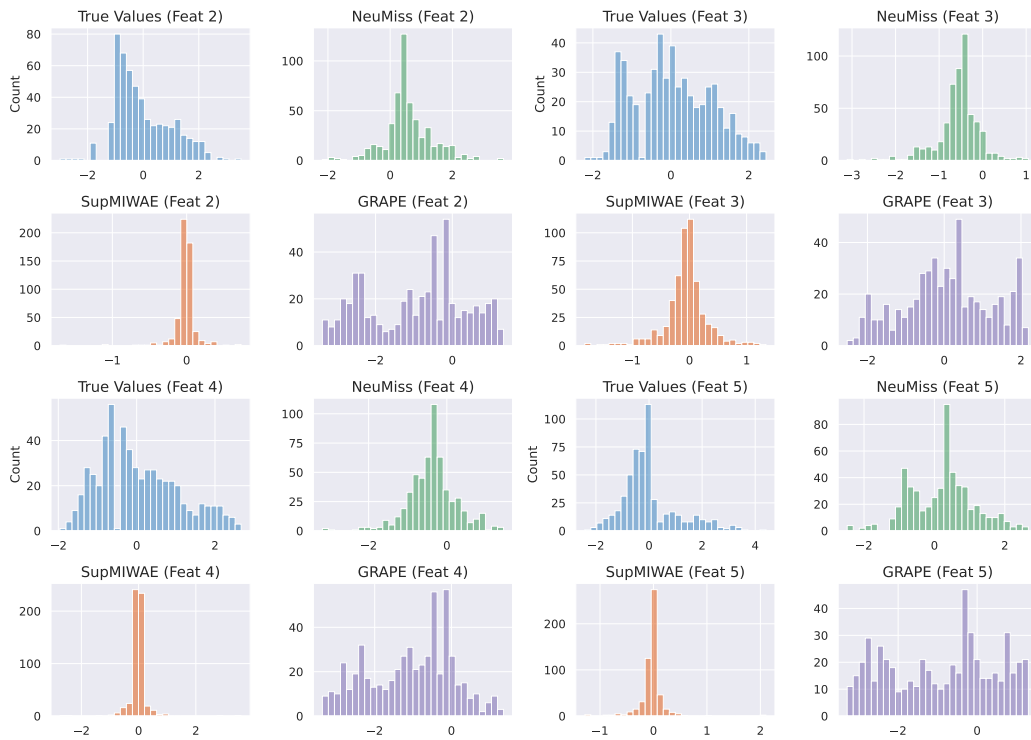 True Values (Feat 2)
Count
80
60
40
20
0
−2 0 2
NeuMiss (Feat 2)
100
50
0
−2 0 2
True Values (Feat 3)
Count
40
30
20
10
0
−2 0 2
NeuMiss (Feat 3)
100
50
0
−3 −2 −1 0 1
SupMIWAE (Feat 2)
200
150
100
50
0
−1 0
GRAPE (Feat 2)
40
20
0
−2 0
SupMIWAE (Feat 3)
100
75
50
25
0
−1 0 1
GRAPE (Feat 3)
40
20
0
−2 0 2
True Values (Feat 4)
Count
40
20
0
−2 0 2
NeuMiss (Feat 4)
100
75
50
25
0
−2 0
True Values (Feat 5)
Count
100
75
50
25
0
−2 0 2 4
NeuMiss (Feat 5)
80
60
40
20
0
−2 0 2
SupMIWAE (Feat 4)
200
100
0
−2 0 2
GRAPE (Feat 4)
40
20
0
−2 0
SupMIWAE (Feat 5)
200
100
0
−1 0 1 2
GRAPE (Feat 5)
50
40
30
20
10
0
−2 0